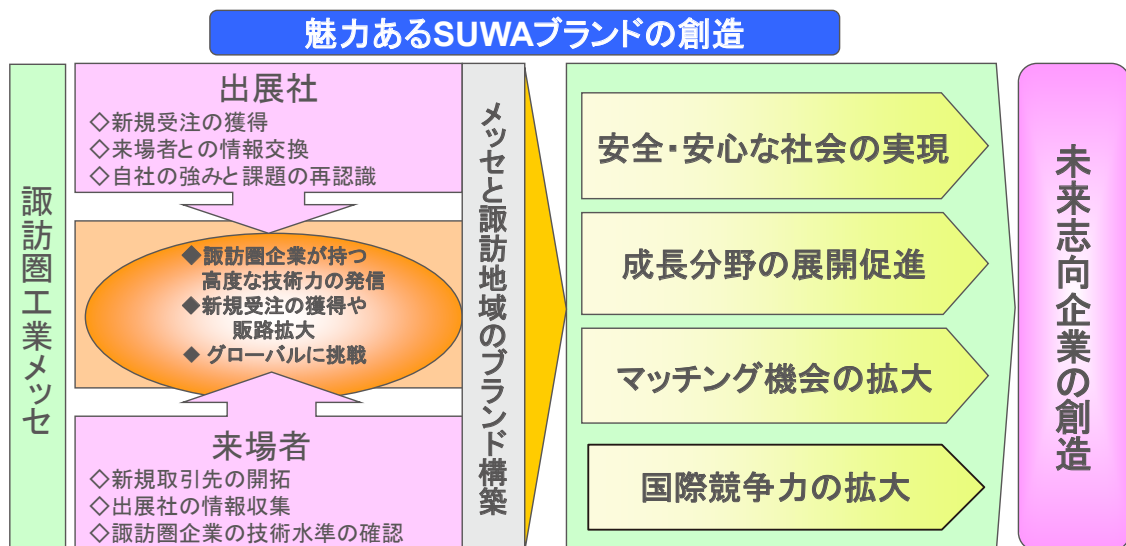 魅力あるSUWAブランドの創造
諏訪圏工業メッセ
出展社
◇新規受注の獲得
◇来場者との情報交換
◇自社の強みと課題の再認識
◆諏訪圏企業が持つ
高度な技術力の発信
◆新規受注の獲得や
販路拡大
◆ グローバルに挑戦
来場者
◇新規取引先の開拓
◇出展社の情報収集
◇諏訪圏企業の技術水準の確認
メッセと諏訪地域のブランド構築
安全・安心な社会の実現
成長分野の展開促進
マッチング機会の拡大
国際競争力の拡大
未来志向企業の創造